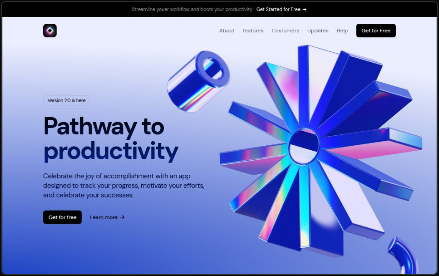 Streamline your workflow and boost your productivity. Get Started for Free →
About Features Customers Updates Help Get for Free
Version 2.0 is here
Pathway to
productivity
Celebrate the joy of accomplishment with an app
designed to track your progress, motivate your efforts,
and celebrate your successes.
Get for free Learn more →